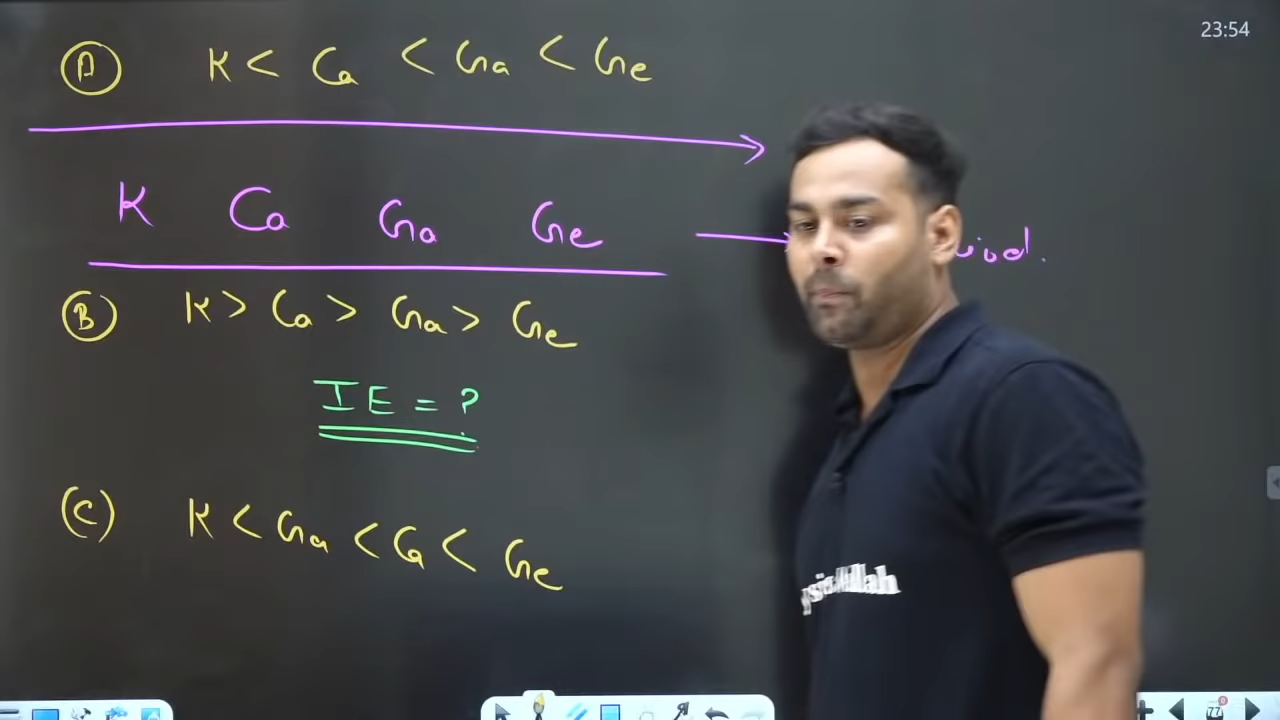 23:54
(A) K < Ca < Ga < Ge
K Ca Ga Ge
(B) K > Ca > Ga > Ge
IE = ?
(C) K < Ga < Ca < Ge